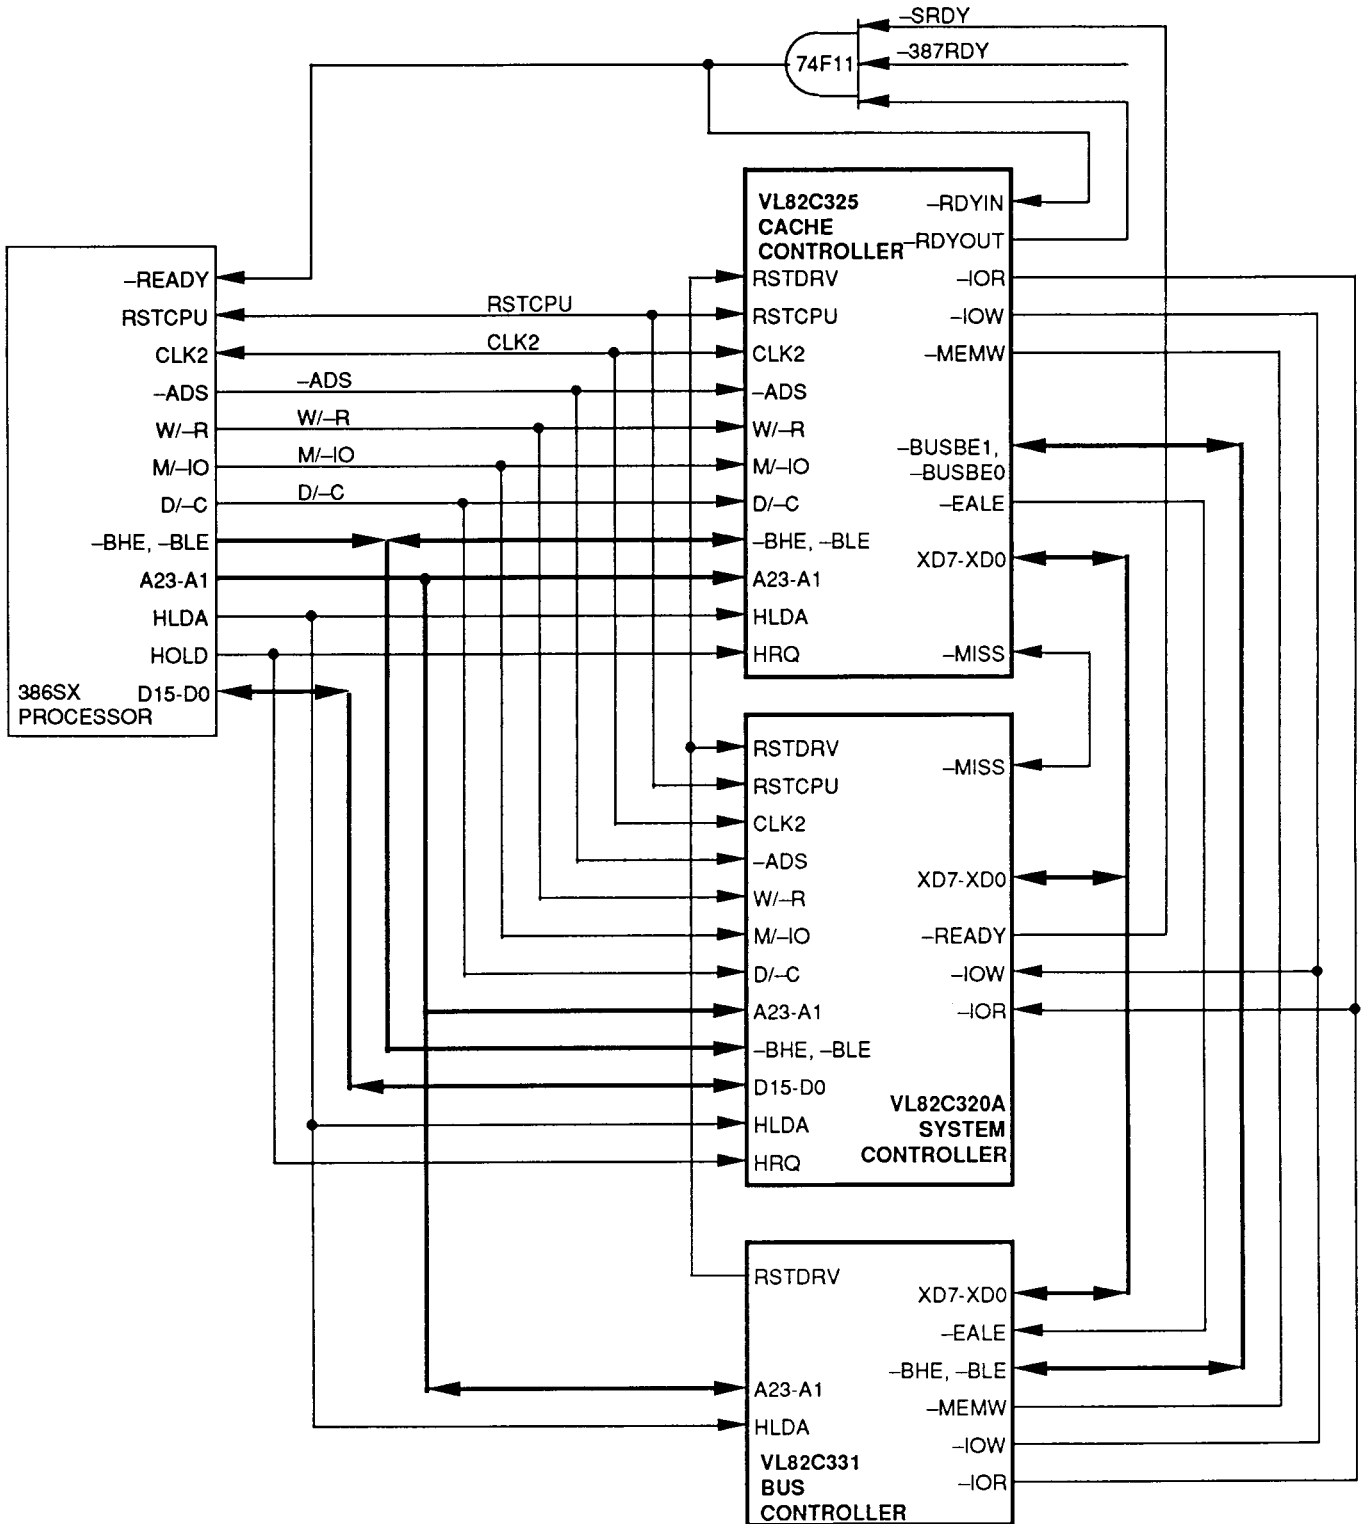 –SRDY
–387RDY
74F11
–READY
RSTCPU
CLK2
–ADS
W/–R
M/–IO
D/–C
–BHE, –BLE
A23-A1
HLDA
HOLD
D15-D0
386SX
PROCESSOR
RSTCPU
CLK2
–ADS
W/–R
M/–IO
D/–C
VL82C325
CACHE
CONTROLLER
RSTDRV
RSTCPU
CLK2
–ADS
W/–R
M/–IO
D/–C
–BHE, –BLE
A23-A1
HLDA
HRQ
–RDYIN
–RDYOUT
–IOR
–IOW
–MEMW
–BUSBE1,
–BUSBE0
–EALE
XD7-XD0
–MISS
RSTDRV
RSTCPU
CLK2
–ADS
W/–R
M/–IO
D/–C
A23-A1
–BHE, –BLE
D15-D0
HLDA
HRQ
–MISS
XD7-XD0
–READY
–IOW
–IOR
VL82C320A
SYSTEM
CONTROLLER
RSTDRV
A23-A1
HLDA
VL82C331
BUS
CONTROLLER
XD7-XD0
–EALE
–BHE, –BLE
–MEMW
–IOW
–IOR